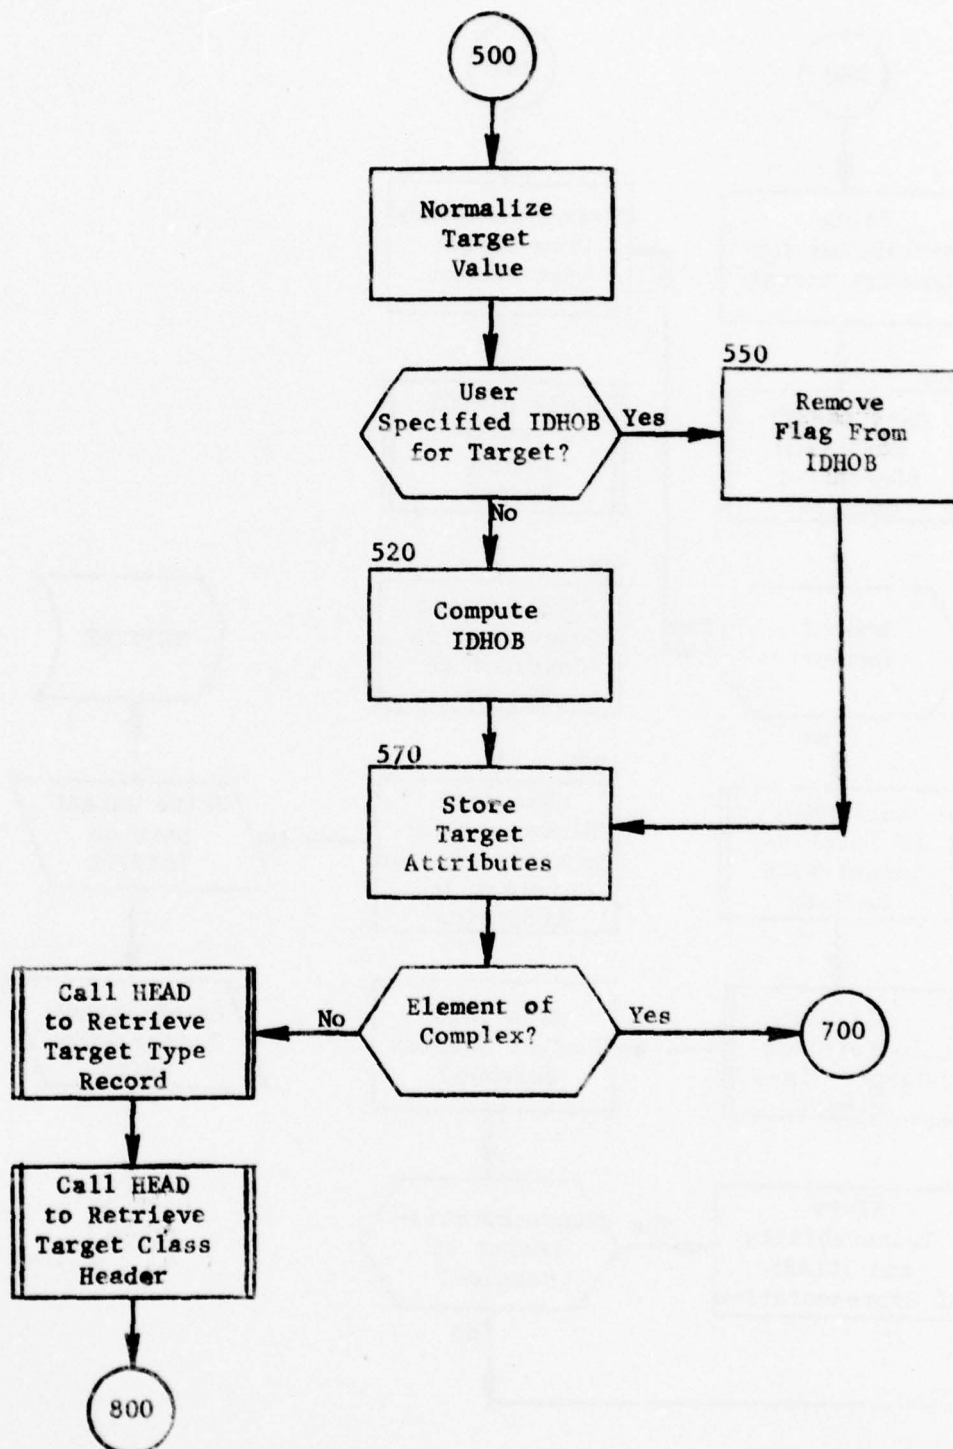 500
Normalize
Target
Value
User
Specified IDHOB
for Target?
Yes
550
Remove
Flag From
IDHOB
No
520
Compute
IDHOB
570
Store
Target
Attributes
Element of
Complex?
No
Yes
700
Call HEAD
to Retrieve
Target Type
Record
Call HEAD
to Retrieve
Target Class
Header
800